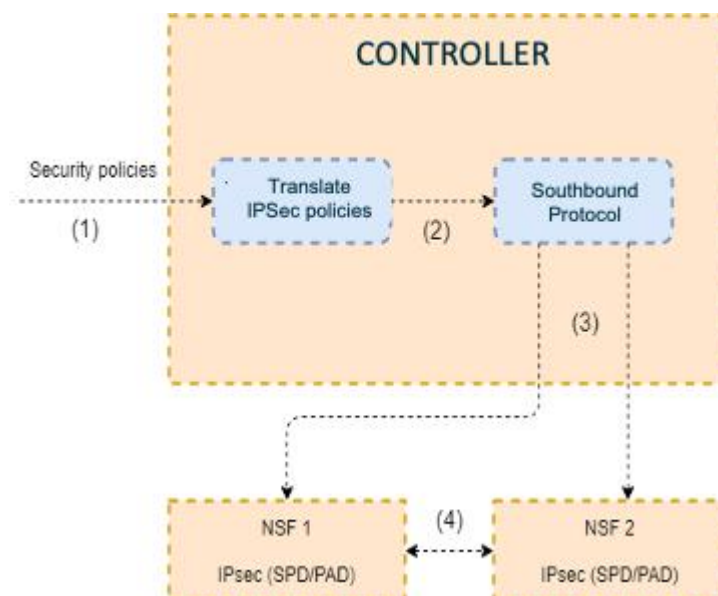 CONTROLLER
Security policies
(1)
Translate
IPSec policies
(2)
Southbound
Protocol
(3)
NSF 1
IPsec (SPD/PAD)
(4)
NSF 2
IPsec (SPD/PAD)